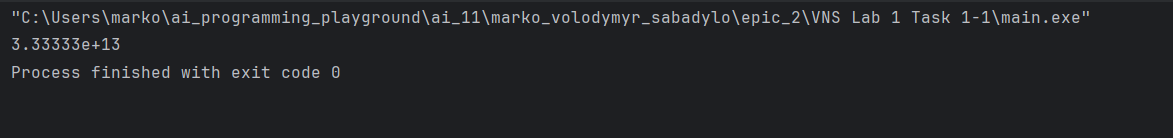 "C:\Users\marko\ai_programming_playground\ai_11\marko_volodymyr_sabadylo\epic_2\VNS Lab 1 Task 1-1\main.exe"
3.33333e+13
Process finished with exit code 0